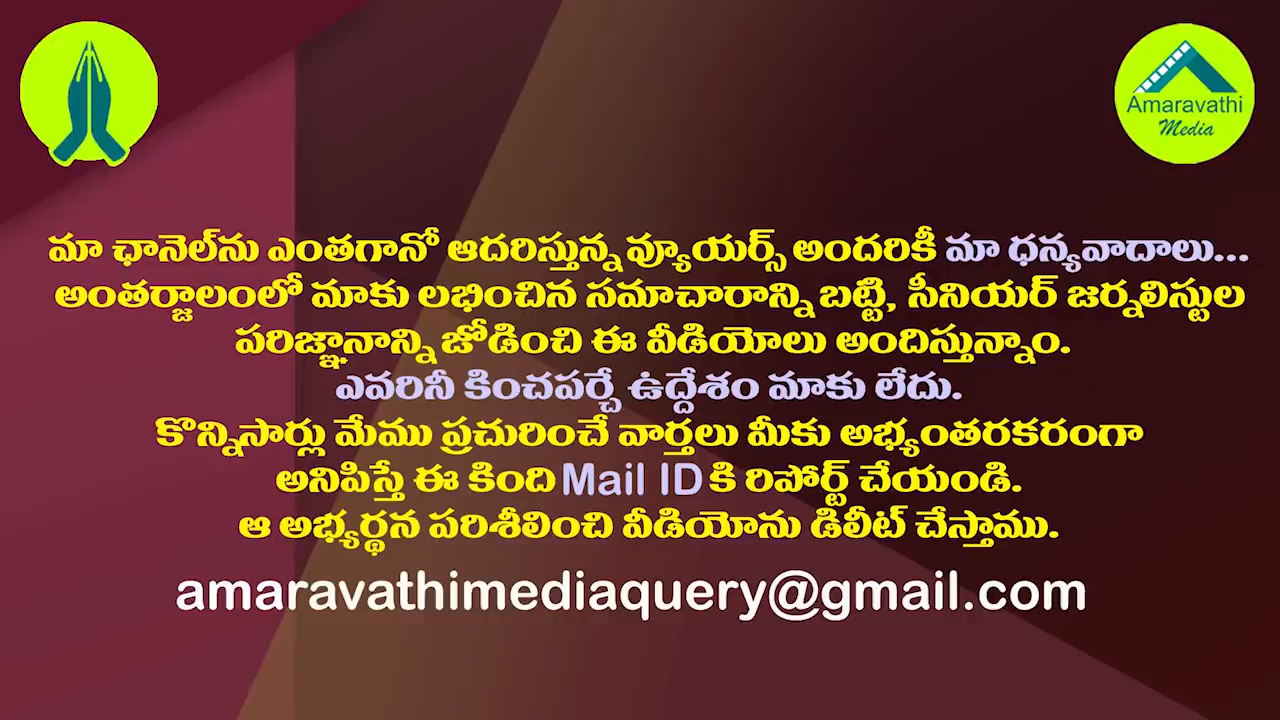 Amaravathi
Media
మా ఛానెల్‌ను ఎంతగానో ఆదరిస్తున్న వ్యూయర్స్ అందరికీ మా ధన్యవాదాలు...
అంతర్జాలంలో మాకు లభించిన సమాచారాన్ని బట్టి, సీనియర్ జర్నలిస్టుల
పరిజ్ఞానాన్ని జోడించి ఈ వీడియోలు అందిస్తున్నాం.
ఎవరినీ కించపర్చే ఉద్దేశం మాకు లేదు.
కొన్నిసార్లు మేము ప్రచురించే వార్తలు మీకు అభ్యంతరకరంగా
అనిపిస్తే ఈ కింది Mail ID కి రిపోర్ట్ చేయండి.
ఆ అభ్యర్థన పరిశీలించి వీడియోను డిలీట్ చేస్తాము.
amaravathimediaquery@gmail.com